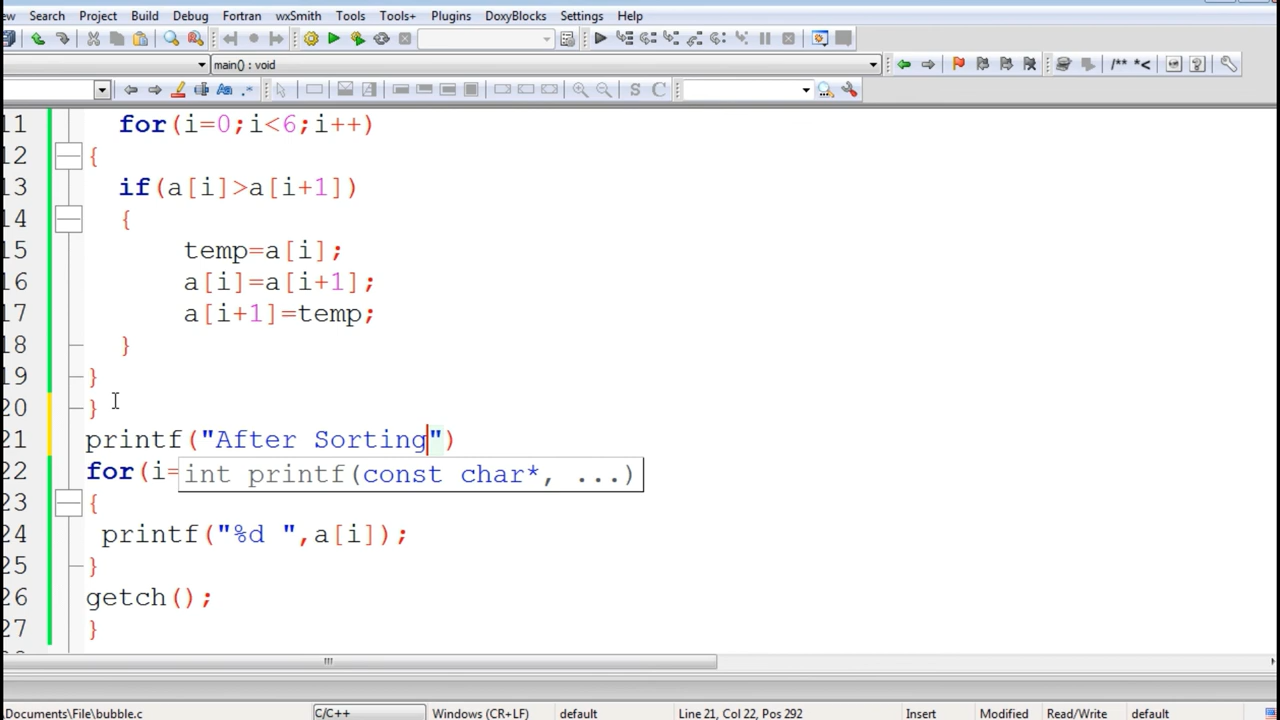 ew Search Project Build Debug Fortran wxSmith Tools Tools+ Plugins DoxyBlocks Settings Help
main() : void
/** *<
Aa .* S C
11 for(i=0;i<6;i++)
12 {
13 if(a[i]>a[i+1])
14 {
15 temp=a[i];
16 a[i]=a[i+1];
17 a[i+1]=temp;
18 }
19 }
20 }
21 printf("After Sorting")
22 for(i=
int printf(const char*, ...)
23 {
24 printf("%d ",a[i]);
25 }
26 getch();
27 }
Documents\File\bubble.c C/C++ Windows (CR+LF) default Line 21, Col 22, Pos 292 Insert Modified Read/Write default